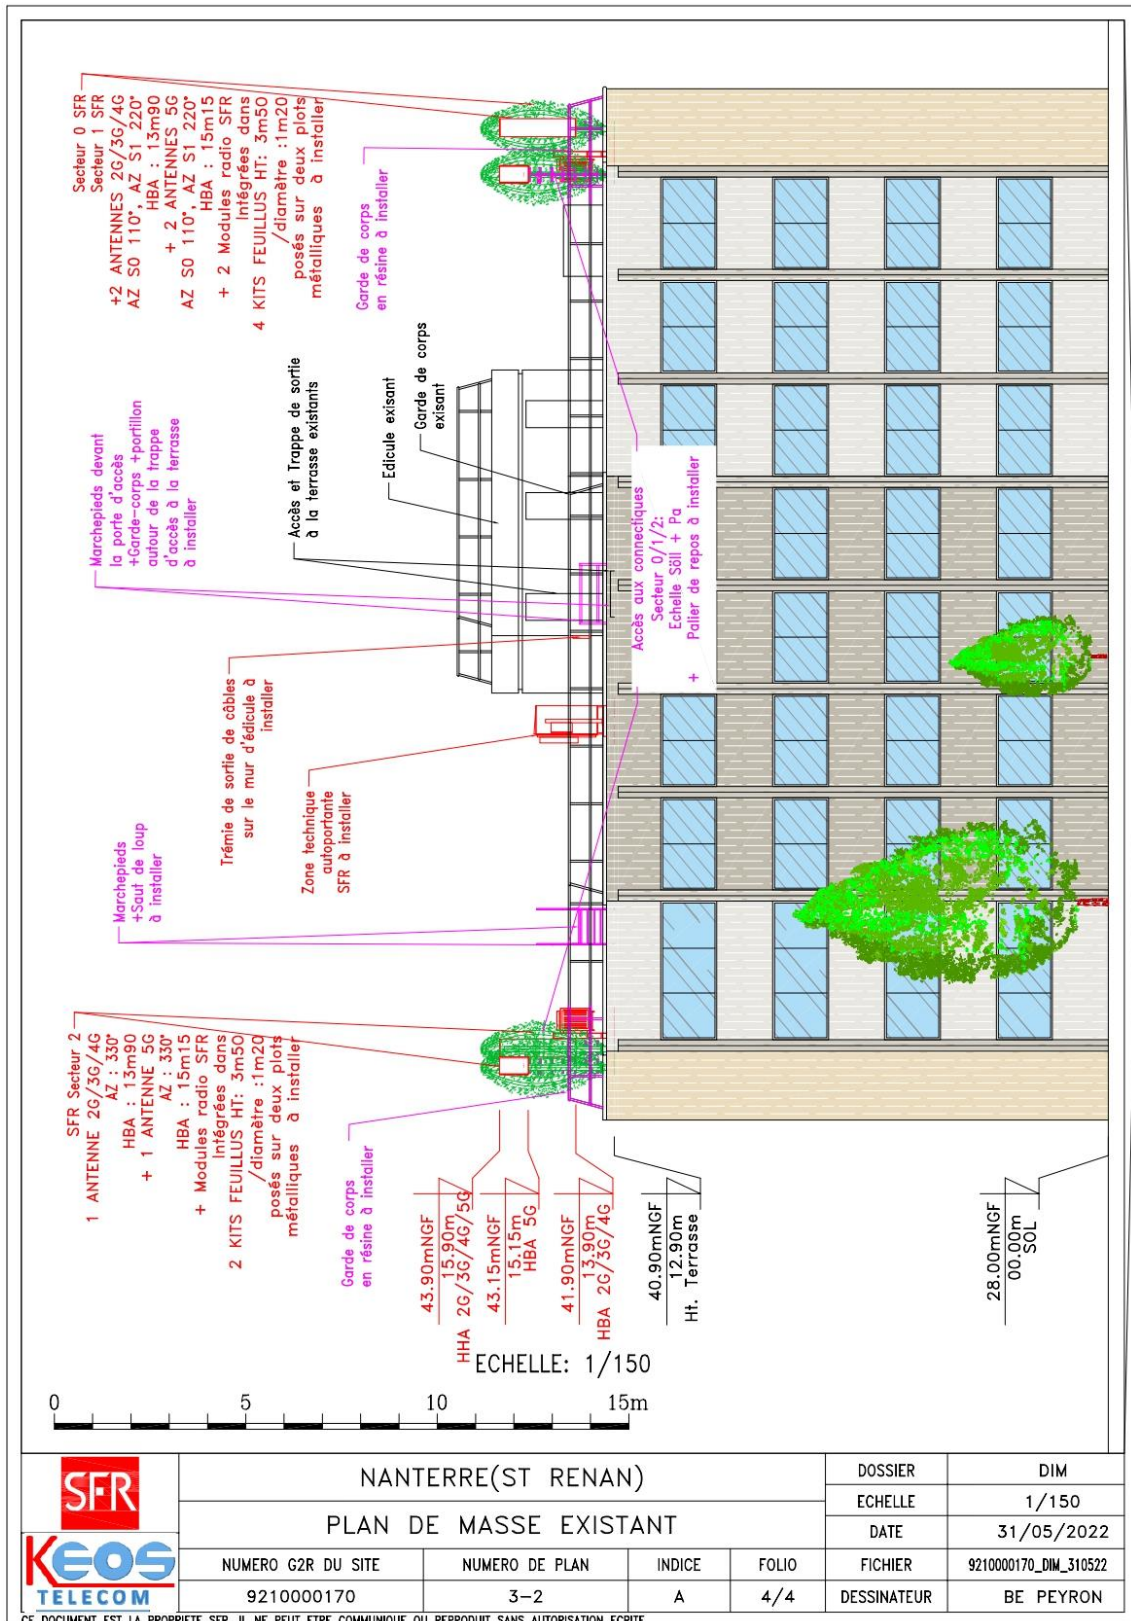 Secteur 0 SFR
Secteur 1 SFR
+2 ANTENNES 2G/3G/4G
AZ S0 110°, AZ S1 220°
HBA : 13m90
+ 2 ANTENNES 5G
AZ S0 110°, AZ S1 220°
HBA : 15m15
+ 2 Modules radio SFR
Intégrées dans
4 KITS FEUILLUS HT: 3m50
/diamètre :1m20
posés sur deux plots
métalliques à installer
Garde de corps
en résine à installer
Marchepieds devant
la porte d'accès
+Garde-corps +portillon
autour de la trappe
d'accès à la terrasse
à installer
Accès et Trappe de sortie
à la terrasse existants
Edicule exisant
Garde de corps
exisant
Accès aux connectiques
Secteur 0/1/2:
Echelle Söll + Pa
+ Palier de repos à installer
Trémie de sortie de câbles
sur le mur d'édicule à
installer
Zone technique
autoportante
SFR à installer
Marchepieds
+Saut de loup
à installer
SFR Secteur 2
1 ANTENNE 2G/3G/4G
AZ : 330°
HBA : 13m90
+ 1 ANTENNE 5G
AZ : 330°
HBA : 15m15
+ Modules radio SFR
Intégrées dans
2 KITS FEUILLUS HT: 3m50
/diamètre :1m20
posés sur deux plots
métalliques à installer
Garde de corps
en résine à installer
43.90mNGF
15.90m
HHA 2G/3G/4G/5G
43.15mNGF
15.15m
HBA 5G
41.90mNGF
13.90m
HBA 2G/3G/4G
40.90mNGF
12.90m
Ht. Terrasse
28.00mNGF
00.00m
SOL
ECHELLE: 1/150
0 5 10 15m
SFR
KEOS
TELECOM
NANTERRE(ST RENAN)
PLAN DE MASSE EXISTANT
NUMERO G2R DU SITE NUMERO DE PLAN INDICE FOLIO
9210000170 3-2 A 4/4
DOSSIER DIM
ECHELLE 1/150
DATE 31/05/2022
FICHIER 9210000170_DIM_310522
DESSINATEUR BE PEYRON
CE DOCUMENT EST LA PROPRIETE SFR IL NE PEUT ETRE COMMUNIQUE OU REPRODUIT SANS AUTORISATION ECRITE